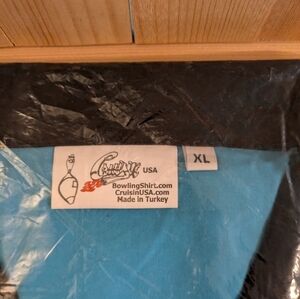 Cruisin USA
XL
BowlingShirt.com
CruisinUSA.com
Made in Turkey